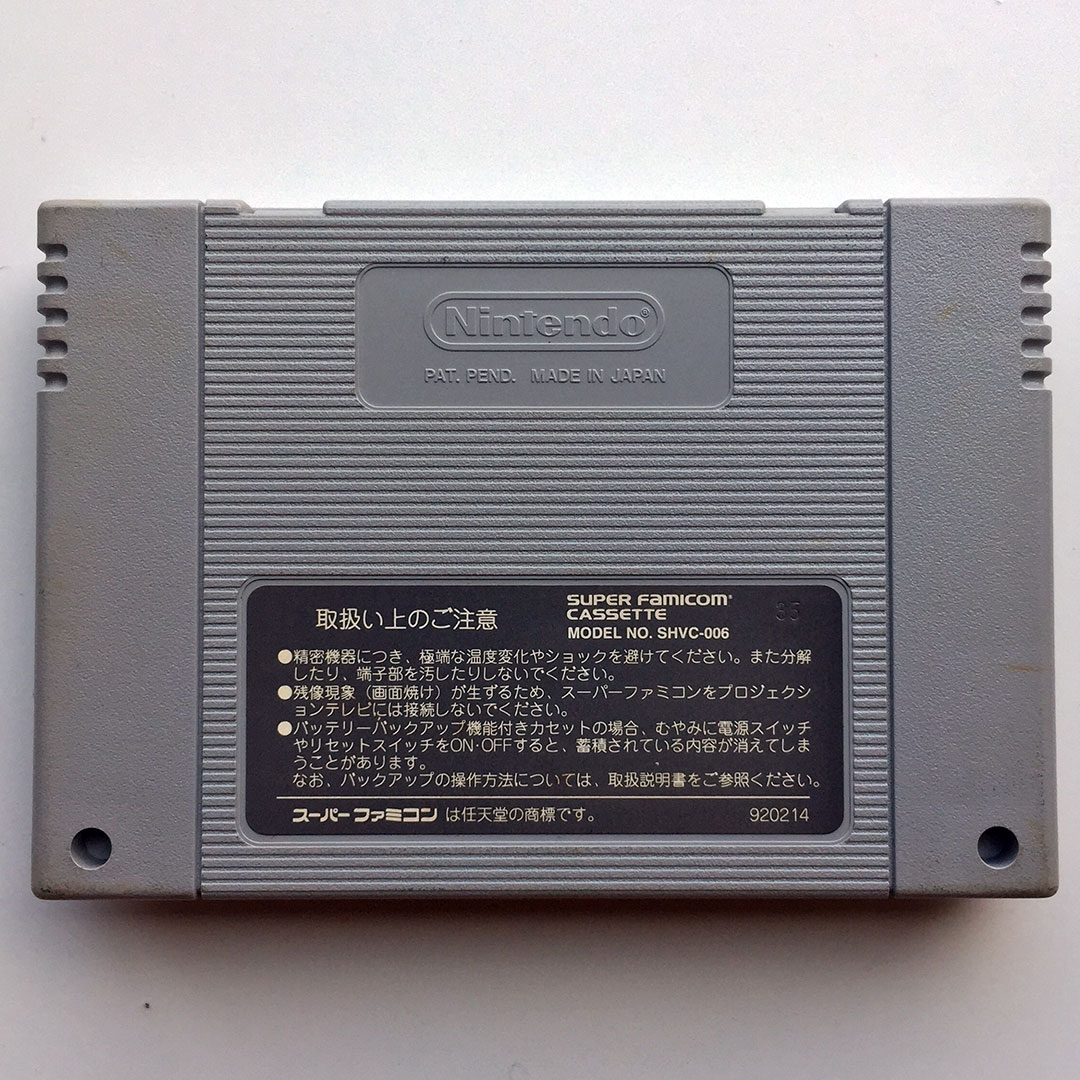 Nintendo®
PAT. PEND. MADE IN JAPAN
取扱い上のご注意
SUPER FAMICOM®
CASSETTE
MODEL NO. SHVC-006
●精密機器につき、極端な温度変化やショックを避けてください。また分解
したり、端子部を汚したりしないでください。
●残像現象（画面焼け）が生ずるため、スーパーファミコンをプロジェクシ
ョンテレビには接続しないでください。
●バッテリーバックアップ機能付きカセットの場合、むやみに電源スイッチ
やリセットスイッチをON・OFFすると、蓄積されている内容が消えてしま
うことがあります。
なお、バックアップの操作方法については、取扱説明書をご参照ください。
スーパーファミコン は任天堂の商標です。 920214